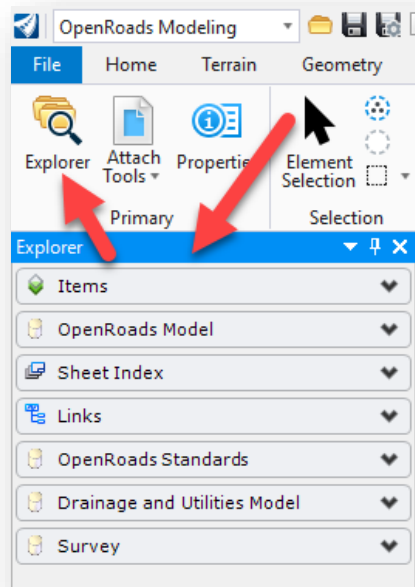 OpenRoads Modeling
File Home Terrain Geometry
Explorer Attach Tools Element Selection
Primary Selection
Explorer
Items
OpenRoads Model
Sheet Index
Links
OpenRoads Standards
Drainage and Utilities Model
Survey